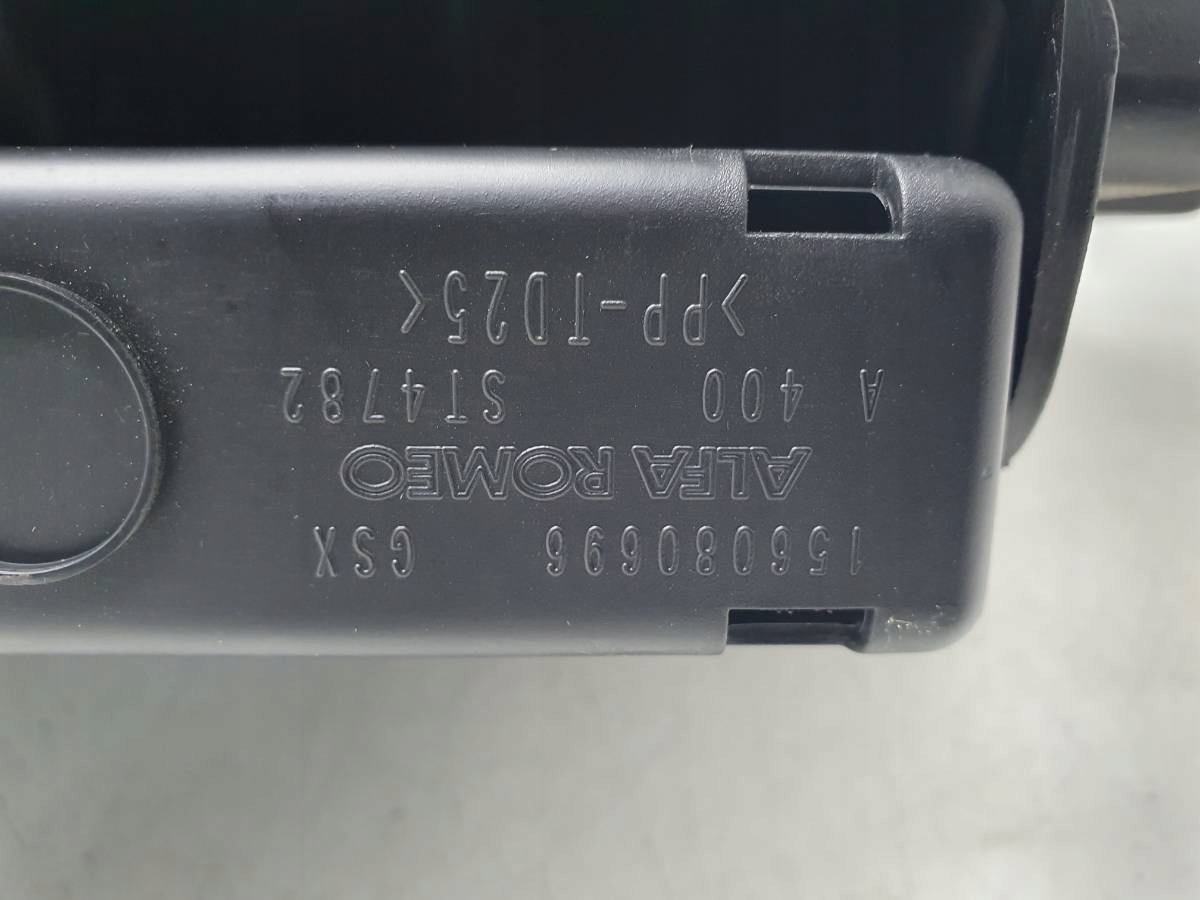 156080696 GSX
ALFA ROMEO
A 400 ST4782
>PP-TD25<